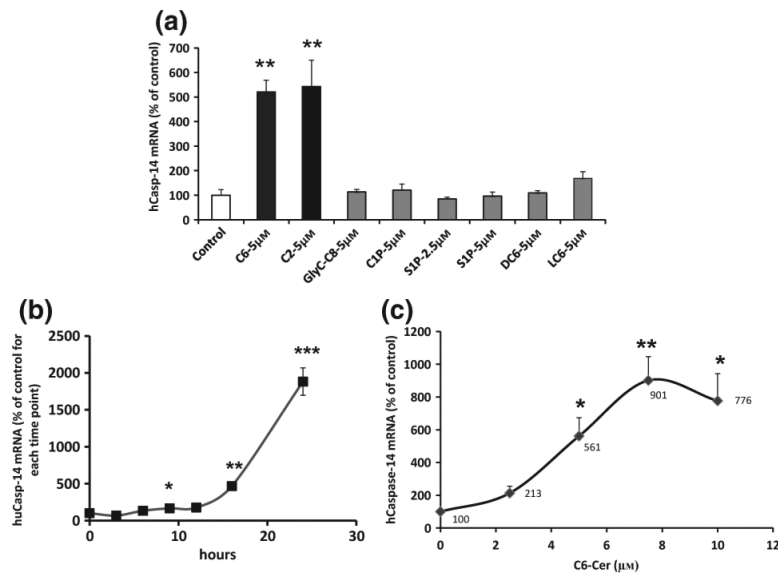 (a)
**
**
hCasp-14 mRNA (% of control)
700
600
500
400
300
200
100
0
Control
C6-5µM
C2-5µM
GlyC-C8-5µM
C1P-5µM
S1P-2.5µM
S1P-5µM
DC6-5µM
LC6-5µM
(b)
huCasp-14 mRNA (% of control for
each time point)
2500
2000
1500
1000
500
0
*
**
***
0
10
20
30
hours
(c)
hCaspase-14 mRNA (% of control)
1200
1000
800
600
400
200
0
*
**
*
100
213
561
901
776
0
2
4
6
8
10
12
C6-Cer (µM)